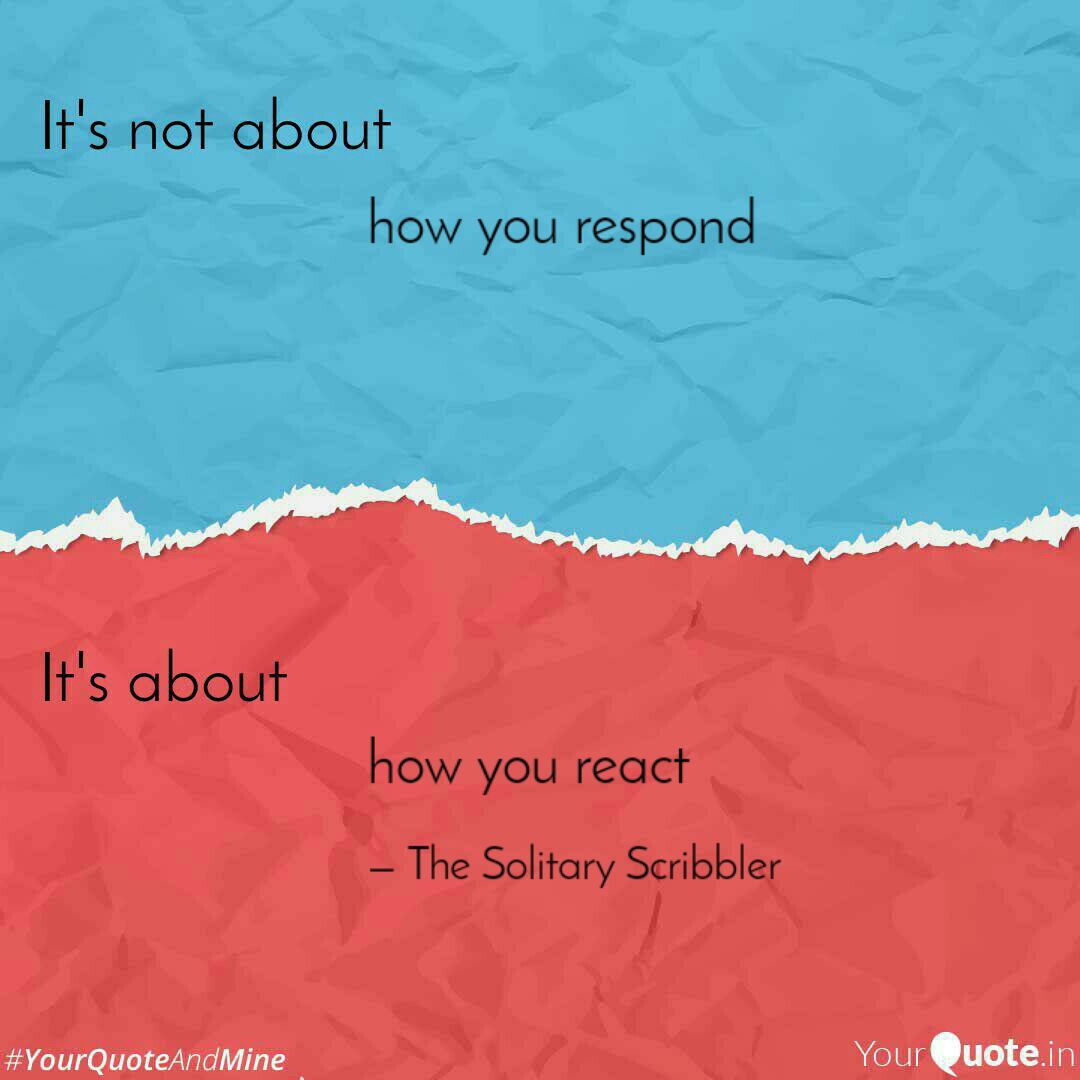 It's not about
how you respond
It's about
how you react
– The Solitary Scribbler
#YourQuoteAndMine
YourQuote.in